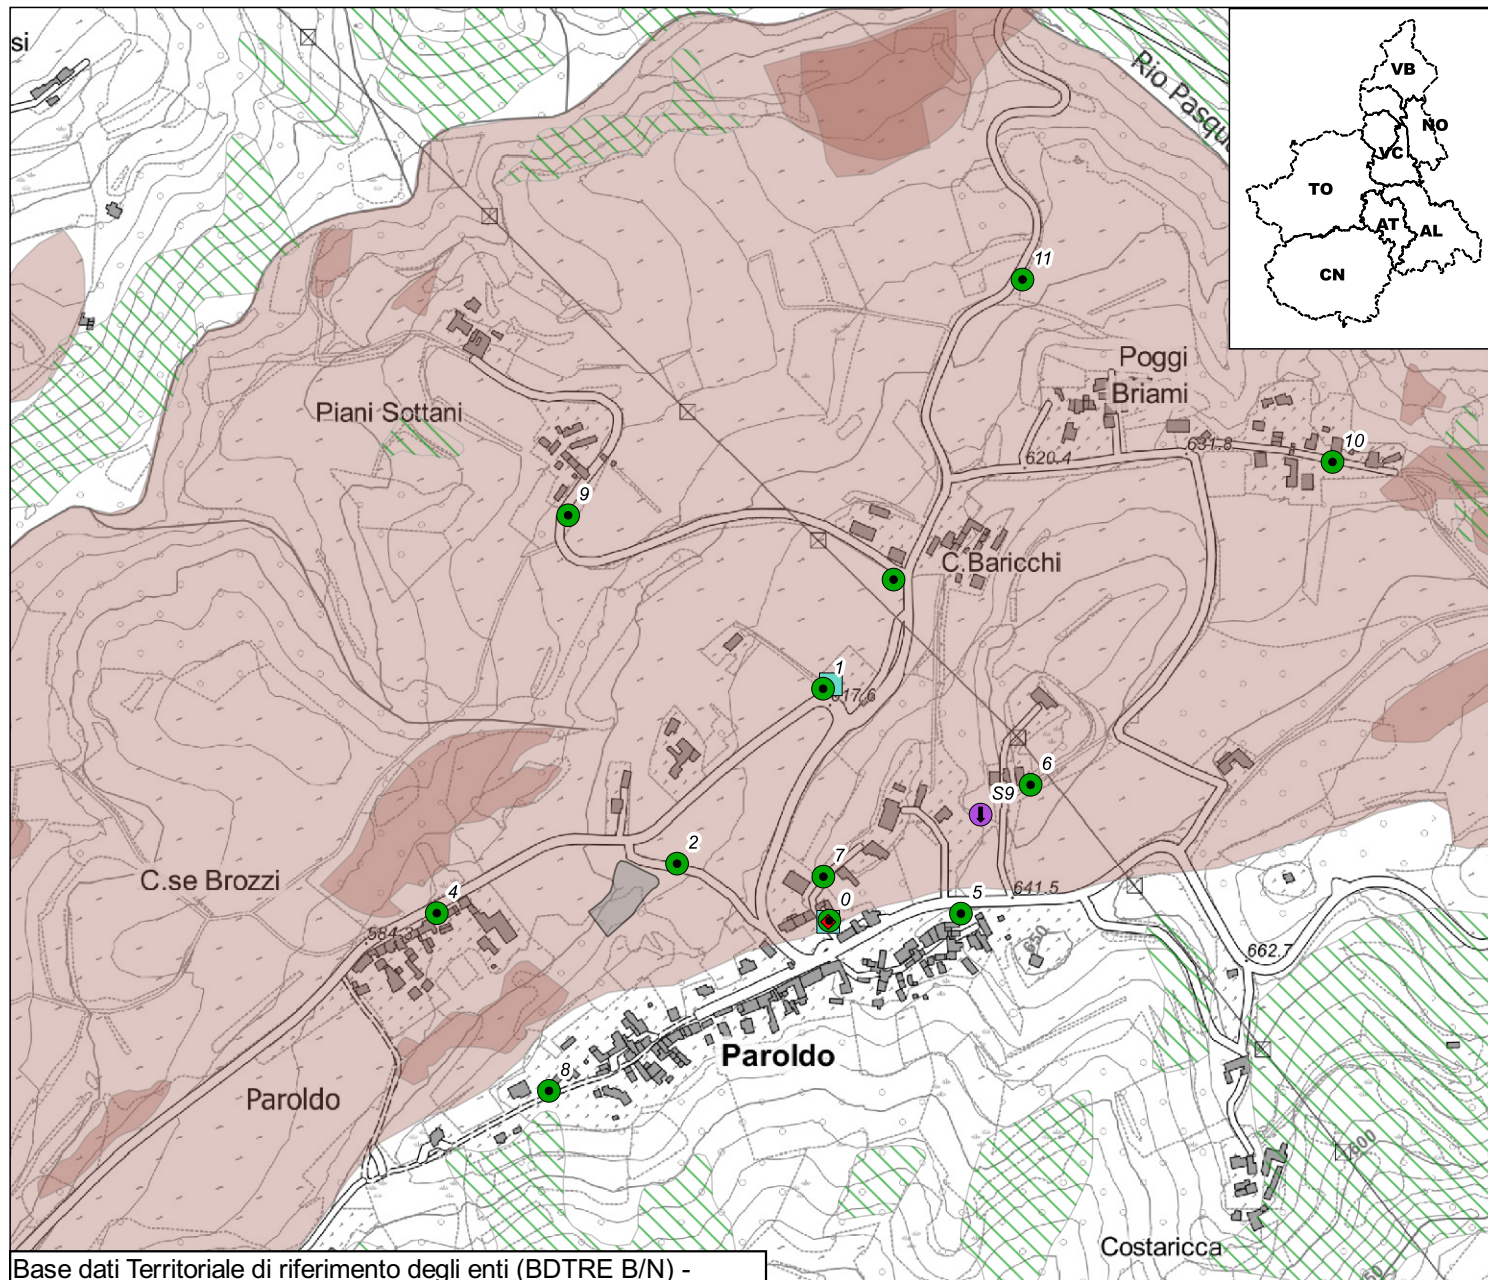 si
Rio Pasqu
VB
NO
VC
TO
AT
AL
CN
11
Poggi
Briami
Piani Sottani
631.8
10
620.4
9
C.Baricchi
1
617.6
6
S9
2
7
C.se Brozzi
0
5
641.5
4
584.3
650
662.7
Paroldo
8
Paroldo
600
Costaricca
Base dati Territoriale di riferimento degli enti (BDTRE B/N) -